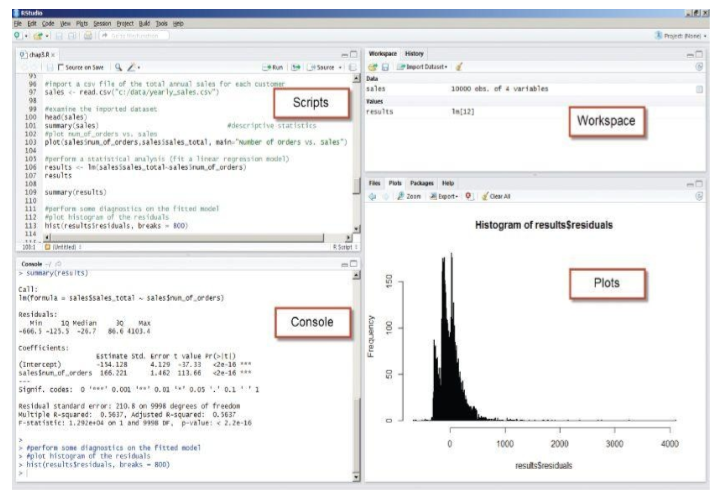 RStudio
File Edit Code View Plots Session Project Build Tools Help
Project: (None)
chap3.R
Source on Save
Run
Source
95
96 #import a csv file of the total annual sales for each customer
97 sales <- read.csv("c:/data/yearly_sales.csv")
98
99 #examine the imported dataset
100 head(sales)
101 summary(sales) #descriptive statistics
102 #plot num_of_orders vs. sales
103 plot(sales$num_of_orders,sales$sales_total, main="Number of orders vs. Sales")
104
105 #perform a statistical analysis (fit a linear regression model)
106 results <- lm(sales$sales_total~sales$num_of_orders)
107 results
108
109 summary(results)
110
111 #perform some diagnostics on the fitted model
112 #plot histogram of the residuals
113 hist(results$residuals, breaks = 800)
114
108:1 (Untitled) R Script
Scripts
Console ~/
> summary(results)
Call:
lm(formula = sales$sales_total ~ sales$num_of_orders)
Residuals:
Min 1Q Median 3Q Max
-666.5 -125.5 -26.7 86.6 4103.4
Coefficients:
Estimate Std. Error t value Pr(>|t|)
(Intercept) -154.128 4.129 -37.33 <2e-16 ***
sales$num_of_orders 166.221 1.462 113.66 <2e-16 ***
---
Signif. codes: 0 '***' 0.001 '**' 0.01 '*' 0.05 '.' 0.1 ' ' 1
Residual standard error: 210.8 on 9998 degrees of freedom
Multiple R-squared: 0.5637, Adjusted R-squared: 0.5637
F-statistic: 1.292e+04 on 1 and 9998 DF, p-value: < 2.2e-16
>
> #perform some diagnostics on the fitted model
> #plot histogram of the residuals
> hist(results$residuals, breaks = 800)
>
Console
Workspace History
Import Dataset
Data
sales 10000 obs. of 4 variables
Values
results lm[12]
Workspace
Files Plots Packages Help
Zoom Export Clear All
Histogram of results$residuals
Plots
Frequency
0 50 100 150
0 1000 2000 3000 4000
results$residuals